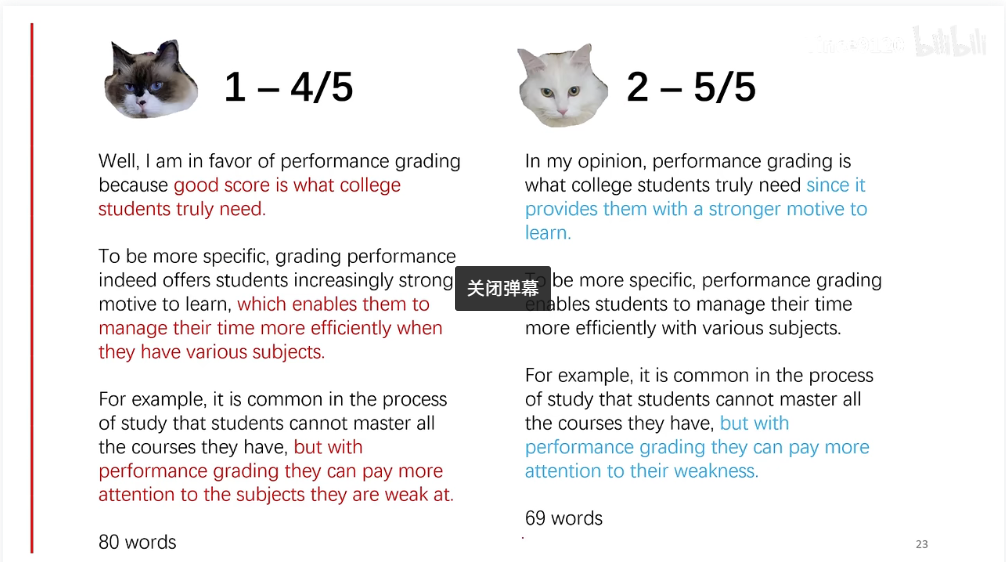 bilibili
1 – 4/5
Well, I am in favor of performance grading
because good score is what college
students truly need.
To be more specific, grading performance
indeed offers students increasingly strong
motive to learn, which enables them to
manage their time more efficiently when
they have various subjects.
For example, it is common in the process
of study that students cannot master all
the courses they have, but with
performance grading they can pay more
attention to the subjects they are weak at.
80 words
关闭弹幕
2 – 5/5
In my opinion, performance grading is
what college students truly need since it
provides them with a stronger motive to
learn.
To be more specific, performance grading
enables students to manage their time
more efficiently with various subjects.
For example, it is common in the process
of study that students cannot master all
the courses they have, but with
performance grading they can pay more
attention to their weakness.
69 words
23